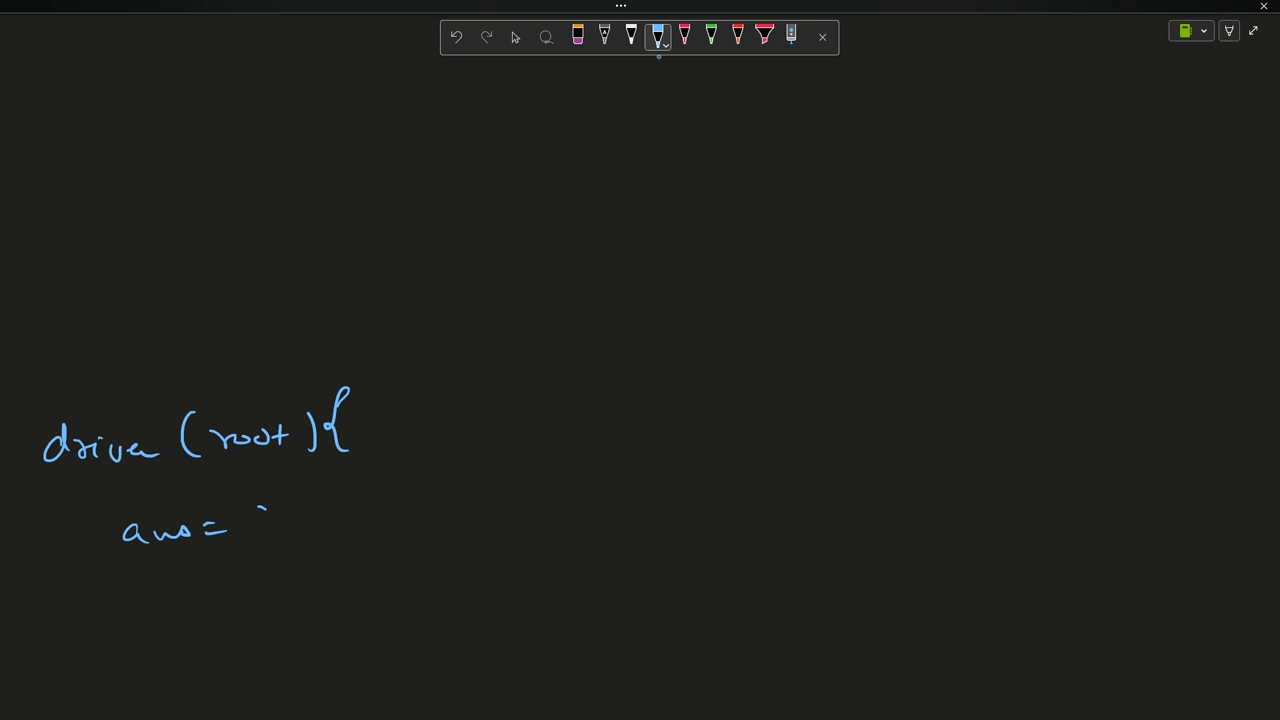 driver (root){
ans =